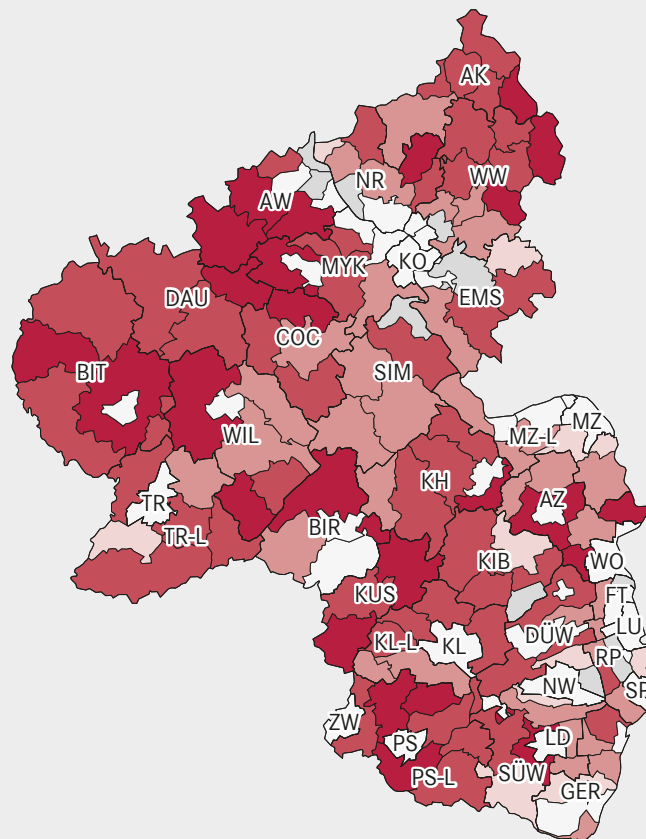 AK
NR
WW
AW
KO
MYK
EMS
DAU
COC
SIM
BIT
WIL
MZ-L
MZ
KH
AZ
TR
BIR
TR-L
KIB
WO
KUS
FT
LU
DÜW
KL-L
KL
RP
NW
SP
ZW
PS
LD
PS-L
SÜW
GER